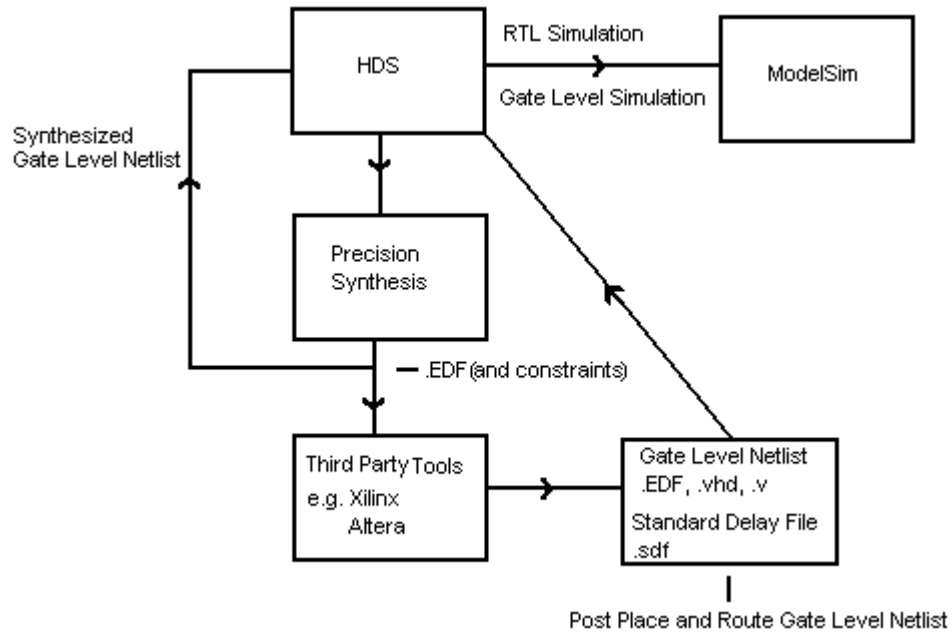 HDS
RTL Simulation
Gate Level Simulation
ModelSim
Synthesized
Gate Level Netlist
Precision
Synthesis
.EDF(and constraints)
Third Party Tools
e.g. Xilinx
Altera
Gate Level Netlist
.EDF, .vhd, .v
Standard Delay File
.sdf
Post Place and Route Gate Level Netlist